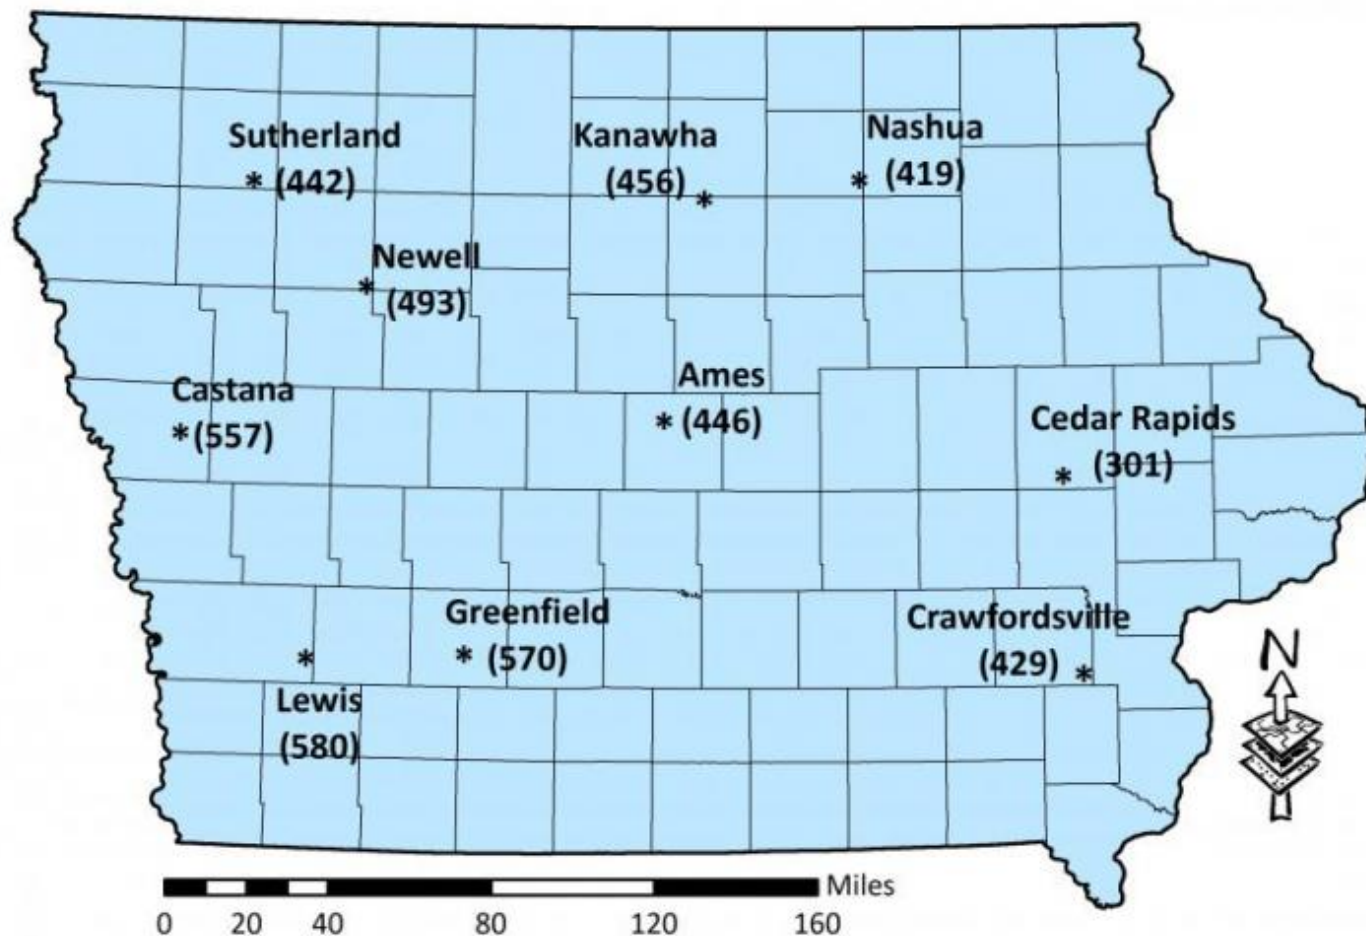 Sutherland
(442)
Kanawha
(456)
Nashua
(419)
Newell
(493)
Castana
(557)
Ames
(446)
Cedar Rapids
(301)
Greenfield
(570)
Crawfordsville
(429)
Lewis
(580)
N
Miles
0 20 40 80 120 160